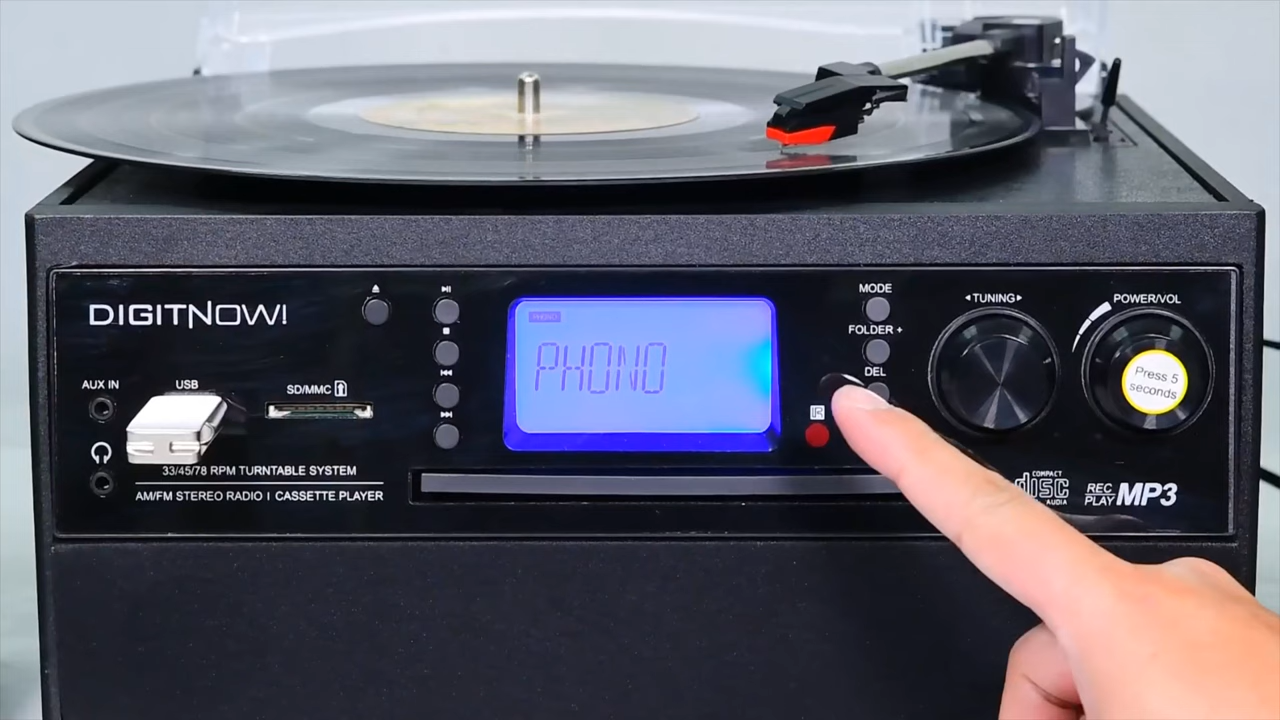 DIGITNOW!
MODE
FOLDER +
DEL
◂TUNING▸
POWER/VOL
Press 5
seconds
PHONO
PHONO
AUX IN
USB
SD/MMC
R
33/45/78 RPM TURNTABLE SYSTEM
AM/FM STEREO RADIO I CASSETTE PLAYER
COMPACT
disc
AUDIO
REC
PLAY MP3